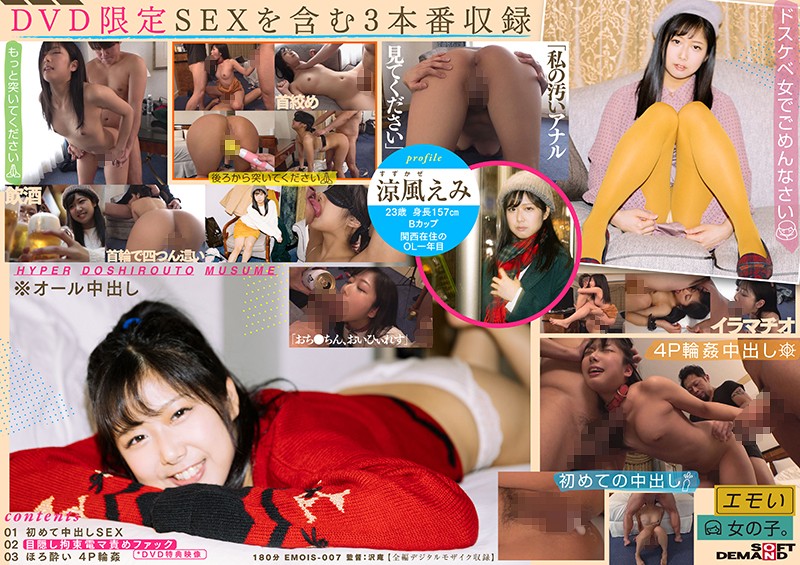 DVD限定SEXを含む3本番収録
もっと突いてください
首絞め
後ろから突いてください
見てください」
「私の汚いアナル
ドスケベ女でごめんなさい
profile
すずかぜ
涼風えみ
23歳 身長157cm
Bカップ
関西在住の
OL一年目
飲酒
首輪で四つん這い
HYPER DOSHIROUTO MUSUME
※オール中出し
「おち●ちん、おいひいれす」
イラマチオ
4P輪姦中出し
初めての中出し
contents
01 初めて中出しSEX
02 目隠し拘束電マ責めファック
*DVD特典映像
03 ほろ酔い 4P輪姦
180分 EMOIS-007 監督:沢庵【全編デジタルモザイク収録】
エモい
女の子。
SOFT
ON
DEMAND